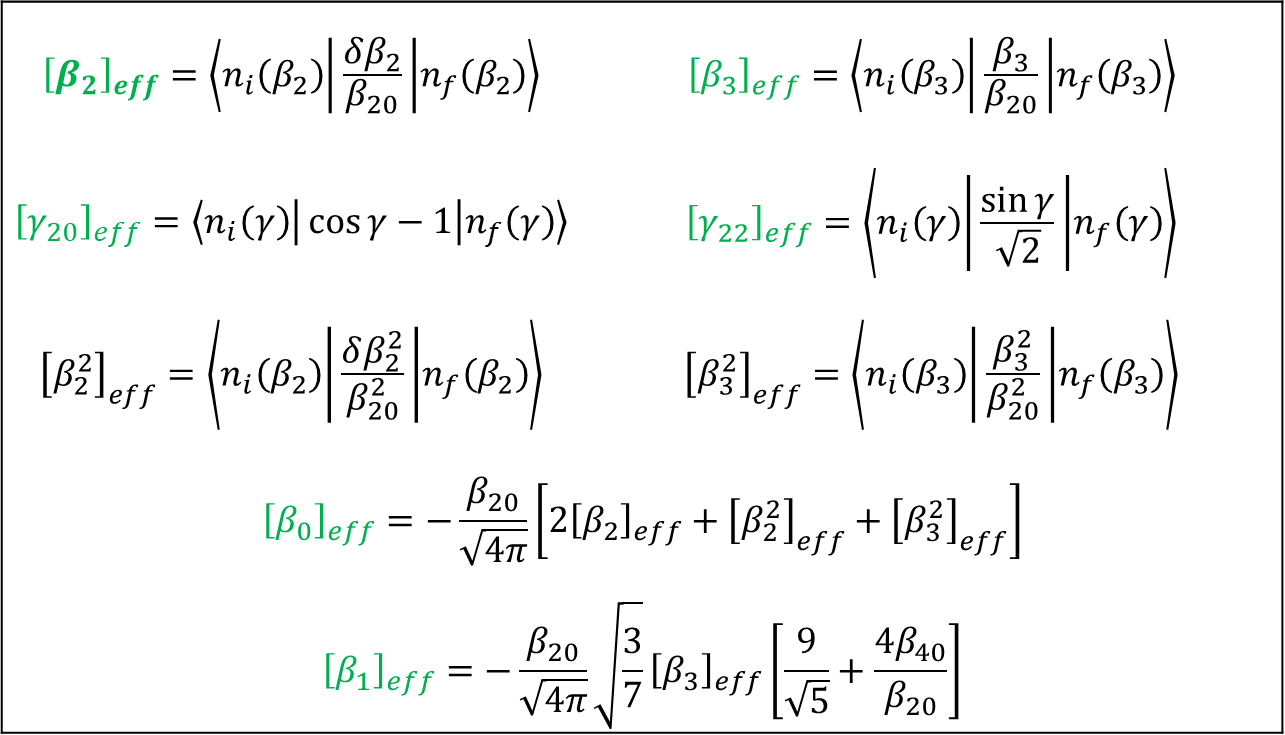 [β₂]_eff = ⟨n_i(β₂)| δβ₂/β₂₀ |n_f(β₂)⟩ [β₃]_eff = ⟨n_i(β₃)| β₃/β₂₀ |n_f(β₃)⟩
[γ₂₀]_eff = ⟨n_i(γ)| cos γ − 1|n_f(γ)⟩ [γ₂₂]_eff = ⟨n_i(γ)| sin γ/√2 |n_f(γ)⟩
[β₂²]_eff = ⟨n_i(β₂)| δβ₂²/β₂₀² |n_f(β₂)⟩ [β₃²]_eff = ⟨n_i(β₃)| β₃²/β₂₀² |n_f(β₃)⟩
[β₀]_eff = − β₂₀/√(4π) [2[β₂]_eff + [β₂²]_eff + [β₃²]_eff]
[β₁]_eff = − β₂₀/√(4π) √(3/7) [β₃]_eff [9/√5 + 4β₄₀/β₂₀]